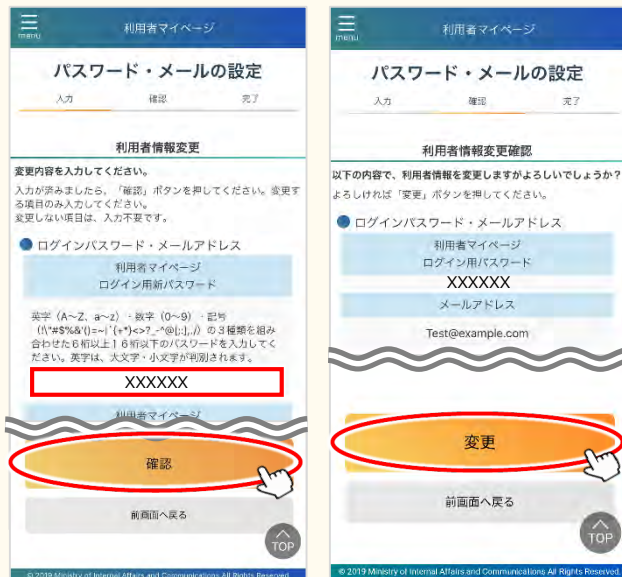 menu
利用者マイページ
パスワード・メールの設定
入力 確認 完了
利用者情報変更
変更内容を入力してください。
入力が済みましたら、「確認」ボタンを押してください。変更す
る項目のみ入力してください。
変更しない項目は、入力不要です。
ログインパスワード・メールアドレス
利用者マイページ
ログイン用新パスワード
英字（A～Z、a～z）・数字（0～9）・記号
(!\"#$%&'()=~|`{+*}<>?_-^@[;:],./）の３種類を組み
合わせた６桁以上１６桁以下のパスワードを入力してく
ださい。英字は、大文字・小文字が判別されます。
XXXXXX
利用者マイページ
確認
前画面へ戻る
TOP
© 2019 Ministry of Internal Affairs and Communications All Rights Reserved.
menu
利用者マイページ
パスワード・メールの設定
入力 確認 完了
利用者情報変更確認
以下の内容で、利用者情報を変更しますがよろしいでしょうか？
よろしければ「変更」ボタンを押してください。
ログインパスワード・メールアドレス
利用者マイページ
ログイン用パスワード
XXXXXX
メールアドレス
Test@example.com
変更
前画面へ戻る
TOP
© 2019 Ministry of Internal Affairs and Communications All Rights Reserved.